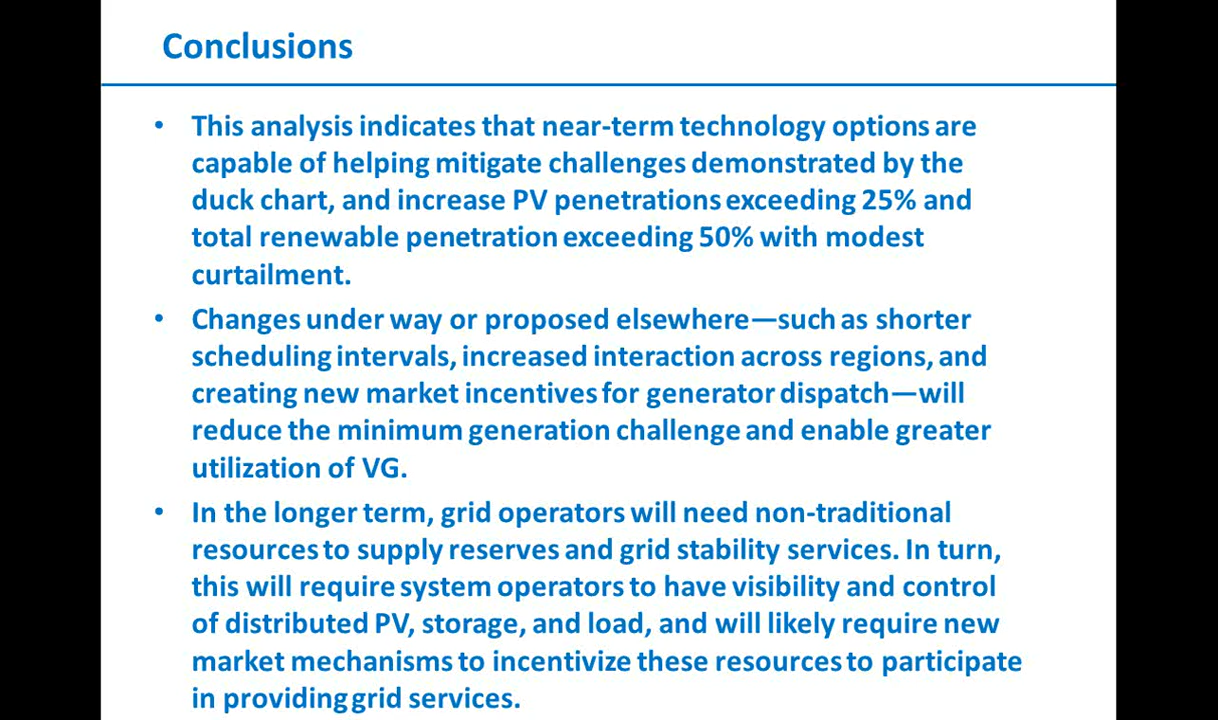 Conclusions
• This analysis indicates that near-term technology options are
capable of helping mitigate challenges demonstrated by the
duck chart, and increase PV penetrations exceeding 25% and
total renewable penetration exceeding 50% with modest
curtailment.
• Changes under way or proposed elsewhere—such as shorter
scheduling intervals, increased interaction across regions, and
creating new market incentives for generator dispatch—will
reduce the minimum generation challenge and enable greater
utilization of VG.
• In the longer term, grid operators will need non-traditional
resources to supply reserves and grid stability services. In turn,
this will require system operators to have visibility and control
of distributed PV, storage, and load, and will likely require new
market mechanisms to incentivize these resources to participate
in providing grid services.